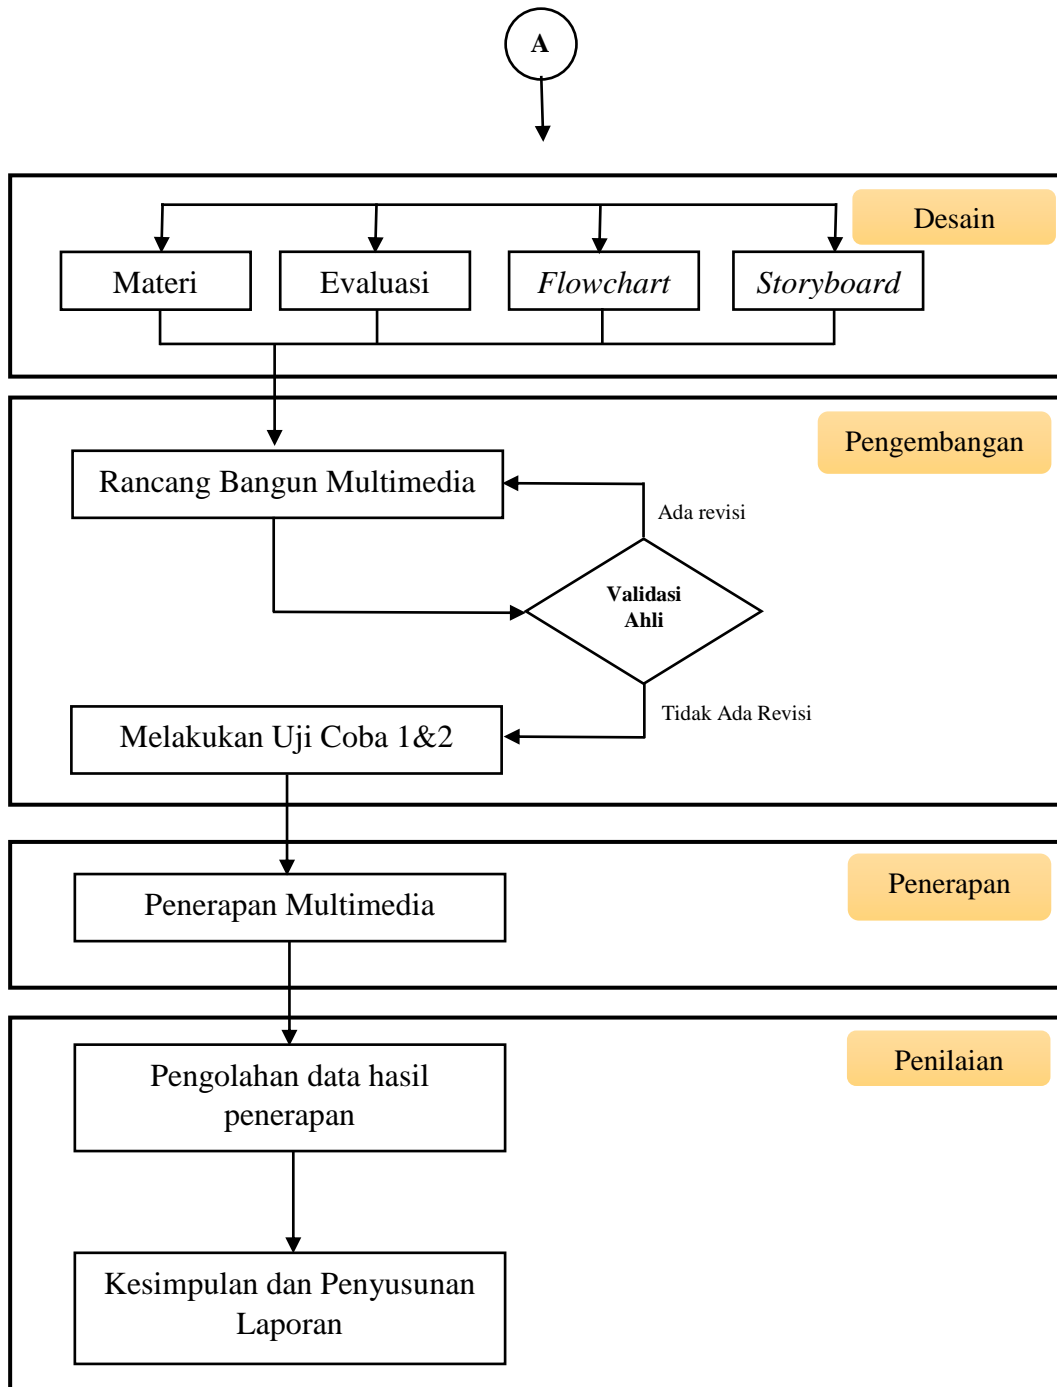 A
Desain
Materi
Evaluasi
Flowchart
Storyboard
Pengembangan
Rancang Bangun Multimedia
Ada revisi
Validasi
Ahli
Tidak Ada Revisi
Melakukan Uji Coba 1&2
Penerapan
Penerapan Multimedia
Penilaian
Pengolahan data hasil
penerapan
Kesimpulan dan Penyusunan
Laporan